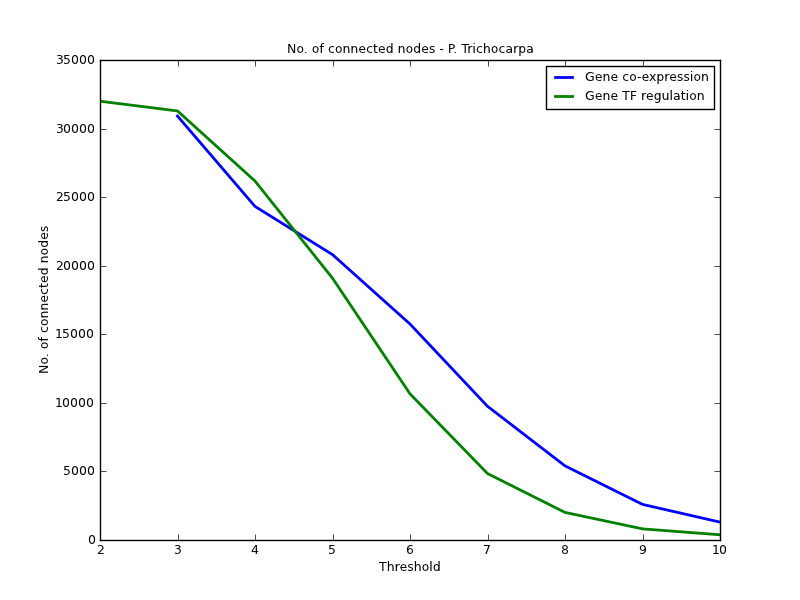 No. of connected nodes - P. Trichocarpa
Gene co-expression
Gene TF regulation
No. of connected nodes
35000
30000
25000
20000
15000
10000
5000
0
2 3 4 5 6 7 8 9 10
Threshold